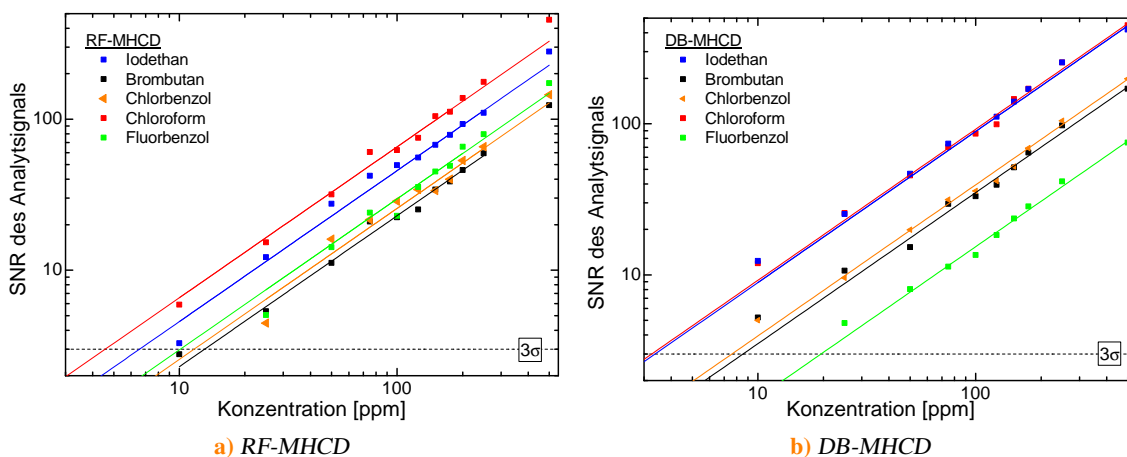 SNR des Analytsignals
100
10
RF-MHCD
Iodethan
Brombutan
Chlorbenzol
Chloroform
Fluorbenzol
3σ
10
100
Konzentration [ppm]
a) RF-MHCD
SNR des Analytsignals
100
10
DB-MHCD
Iodethan
Brombutan
Chlorbenzol
Chloroform
Fluorbenzol
3σ
10
100
Konzentration [ppm]
b) DB-MHCD